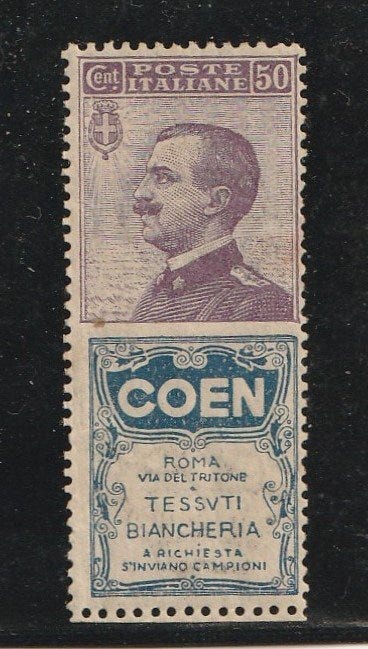 Cent POSTE ITALIANE 50
COEN
ROMA
VIA DEL TRITONE
TESSVTI
BIANCHERIA
A RICHIESTA
S'INVIANO CAMPIONI